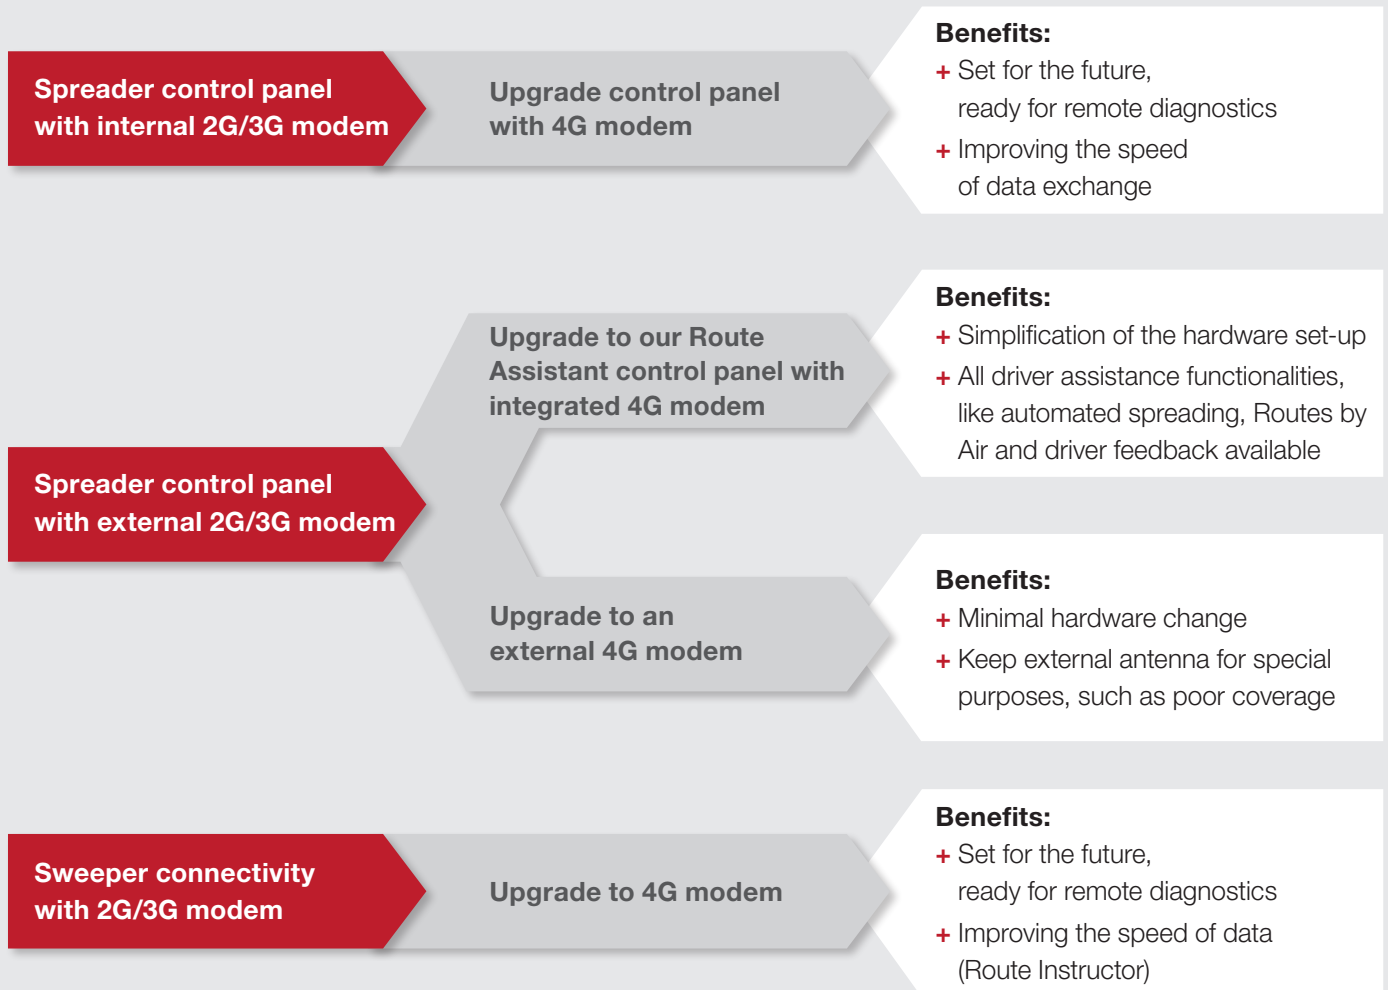 Spreader control panel
with internal 2G/3G modem
Upgrade control panel
with 4G modem
Benefits:
+ Set for the future,
ready for remote diagnostics
+ Improving the speed
of data exchange
Spreader control panel
with external 2G/3G modem
Upgrade to our Route
Assistant control panel with
integrated 4G modem
Benefits:
+ Simplification of the hardware set-up
+ All driver assistance functionalities,
like automated spreading, Routes by
Air and driver feedback available
Upgrade to an
external 4G modem
Benefits:
+ Minimal hardware change
+ Keep external antenna for special
purposes, such as poor coverage
Sweeper connectivity
with 2G/3G modem
Upgrade to 4G modem
Benefits:
+ Set for the future,
ready for remote diagnostics
+ Improving the speed of data
(Route Instructor)